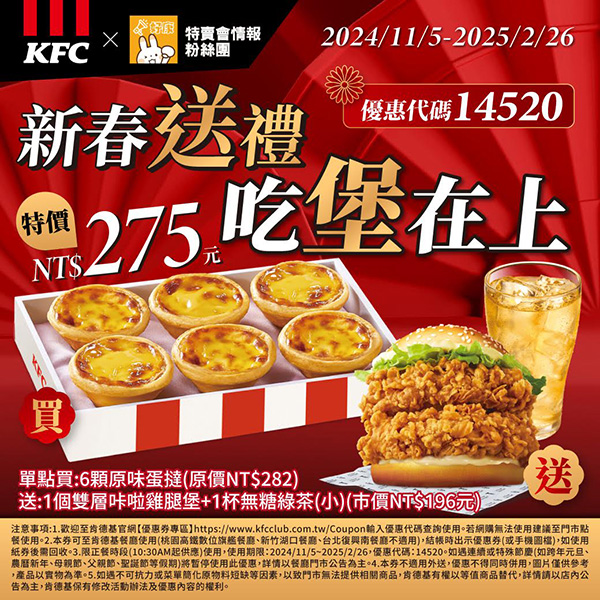 KFC × 好康 特賣會情報
粉絲團
2024/11/5-2025/2/26
優惠代碼14520
新春送禮
吃堡在上
特價
NT$275元
KFC
買
送
單點買:6顆原味蛋撻(原價NT$282)
送:1個雙層咔啦雞腿堡+1杯無糖綠茶(小)(市價NT$196元)
注意事項:1.歡迎至肯德基官網【優惠券專區】https://www.kfcclub.com.tw/Coupon輸入優惠代碼查詢使用。若網購無法使用建議至門市點
餐使用。2.本券可至肯德基餐廳使用(桃園高鐵數位旗艦餐廳、新竹湖口餐廳、台北復興南餐廳不適用),結帳時出示優惠券(或手機圖檔),如使用
紙券後需回收。3.限正餐時段(10:30AM起供應)使用,使用期限:2024/11/5~2025/2/26,優惠代碼:14520。如遇連續或特殊節慶(如跨年元旦、
農曆新年、母親節、父親節、聖誕節等假期)將暫停使用此優惠,詳情以餐廳門市公告為主。4.本券不適用外送,優惠不得同時併用,圖片僅供參考
,產品以實物為準。5.如遇不可抗力或菜單簡化原物料短缺等因素,以致門市無法提供相關商品,肯德基有權以等值商品替代,詳情請以店內公
告為主,肯德基保有修改活動辦法及優惠內容的權利。